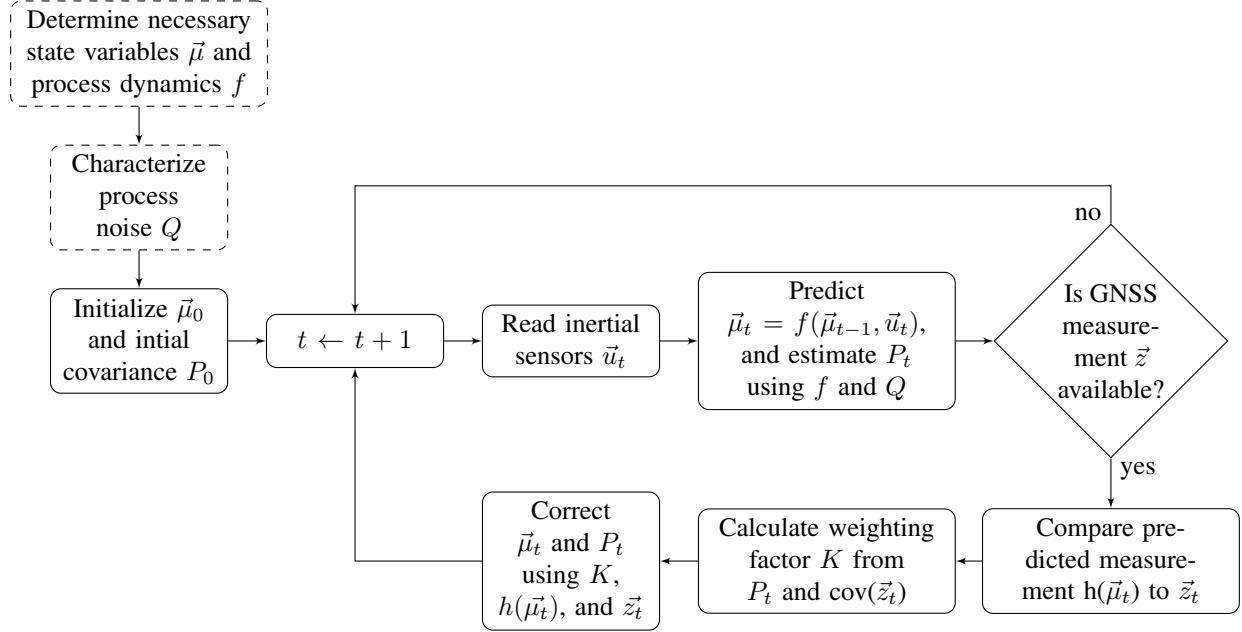 Determine necessary
state variables μ⃗ and
process dynamics f
Characterize
process
noise Q
Initialize μ⃗₀
and intial
covariance P₀
t ← t + 1
Read inertial
sensors u⃗ₜ
Predict
μ⃗ₜ = f(μ⃗ₜ₋₁, u⃗ₜ),
and estimate Pₜ
using f and Q
no
Is GNSS
measure-
ment z⃗
available?
yes
Compare pre-
dicted measure-
ment h(μ⃗ₜ) to z⃗ₜ
Calculate weighting
factor K from
Pₜ and cov(z⃗ₜ)
Correct
μ⃗ₜ and Pₜ
using K,
h(μ⃗ₜ), and z⃗ₜ